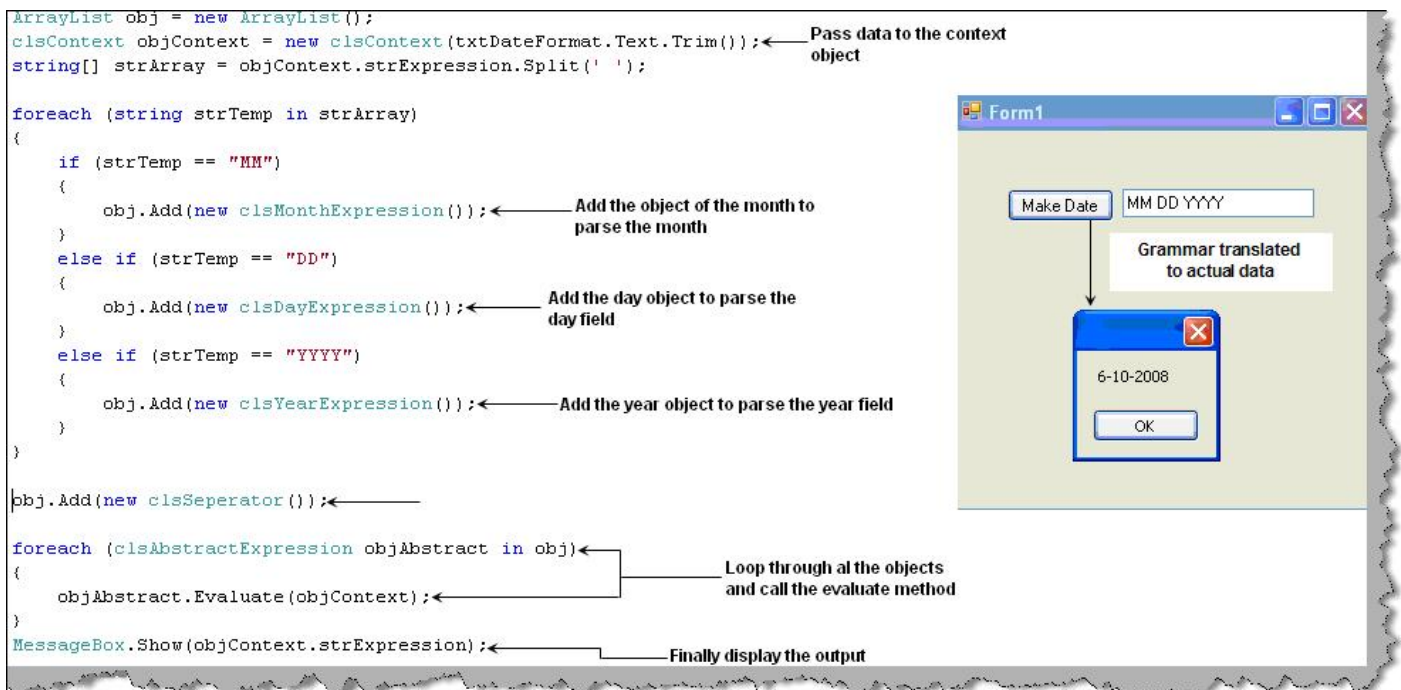 ArrayList obj = new ArrayList();
clsContext objContext = new clsContext(txtDateFormat.Text.Trim());
Pass data to the context
object
string[] strArray = objContext.strExpression.Split(' ');
foreach (string strTemp in strArray)
{
if (strTemp == "MM")
{
obj.Add(new clsMonthExpression());
Add the object of the month to
parse the month
}
else if (strTemp == "DD")
{
obj.Add(new clsDayExpression());
Add the day object to parse the
day field
}
else if (strTemp == "YYYY")
{
obj.Add(new clsYearExpression());
Add the year object to parse the year field
}
}
obj.Add(new clsSeperator());
foreach (clsAbstractExpression objAbstract in obj)
{
objAbstract.Evaluate(objContext);
Loop through al the objects
and call the evaluate method
}
MessageBox.Show(objContext.strExpression);
Finally display the output
Form1
Make Date
MM DD YYYY
Grammar translated
to actual data
6-10-2008
OK